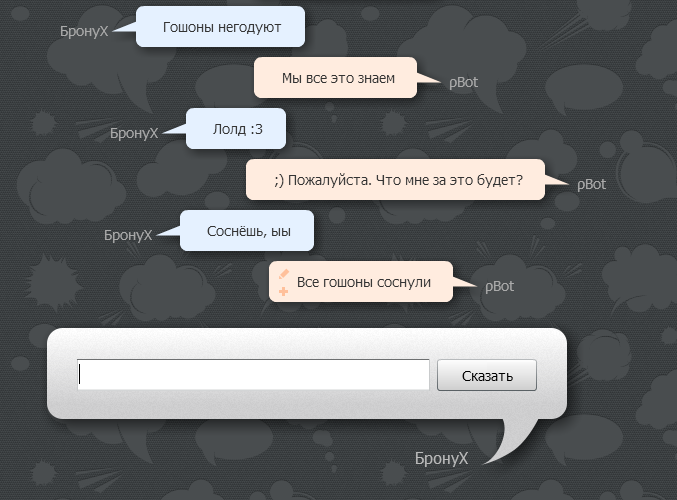 БронуХ Гошоны негодуют
Мы все это знаем ρBot
БронуХ Лолд :3
;) Пожалуйста. Что мне за это будет? ρBot
БронуХ Соснёшь, ыы
Все гошоны соснули ρBot
Сказать
БронуХ